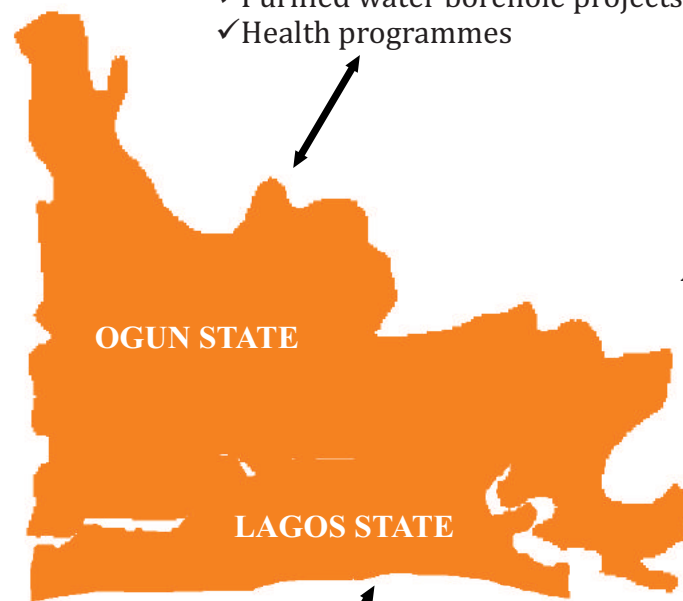 ✓Purified water borehole projects
✓Health programmes
OGUN STATE
LAGOS STATE